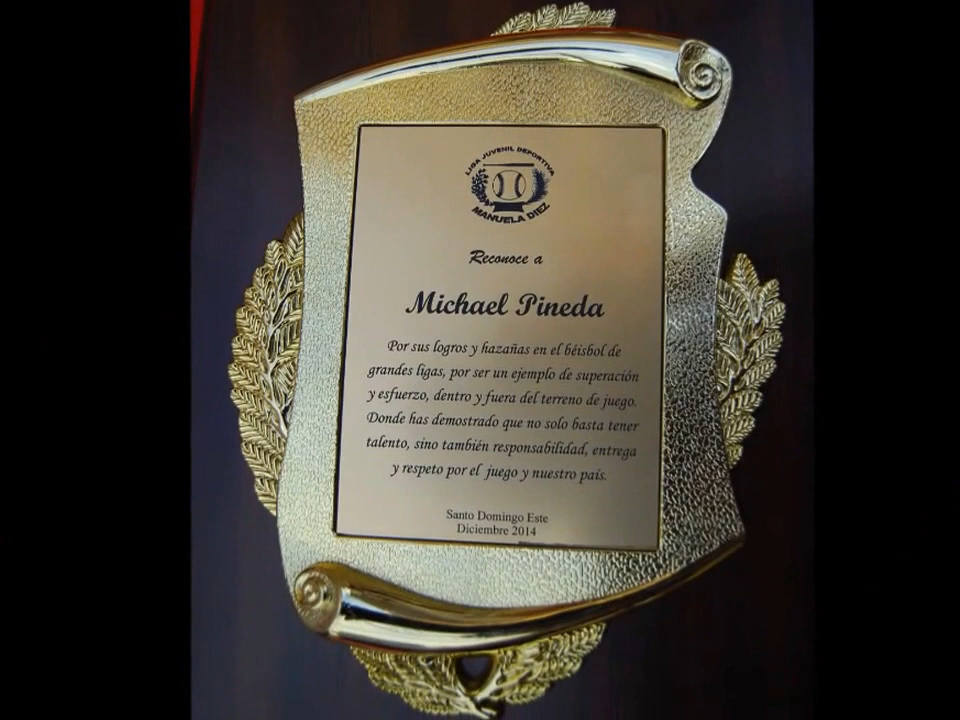 LIGA JUVENIL DEPORTIVA
MANUELA DIEZ
Reconoce a
Michael Pineda
Por sus logros y hazañas en el béisbol de
grandes ligas, por ser un ejemplo de superación
y esfuerzo, dentro y fuera del terreno de juego.
Donde has demostrado que no solo basta tener
talento, sino también responsabilidad, entrega
y respeto por el juego y nuestro país.
Santo Domingo Este
Diciembre 2014